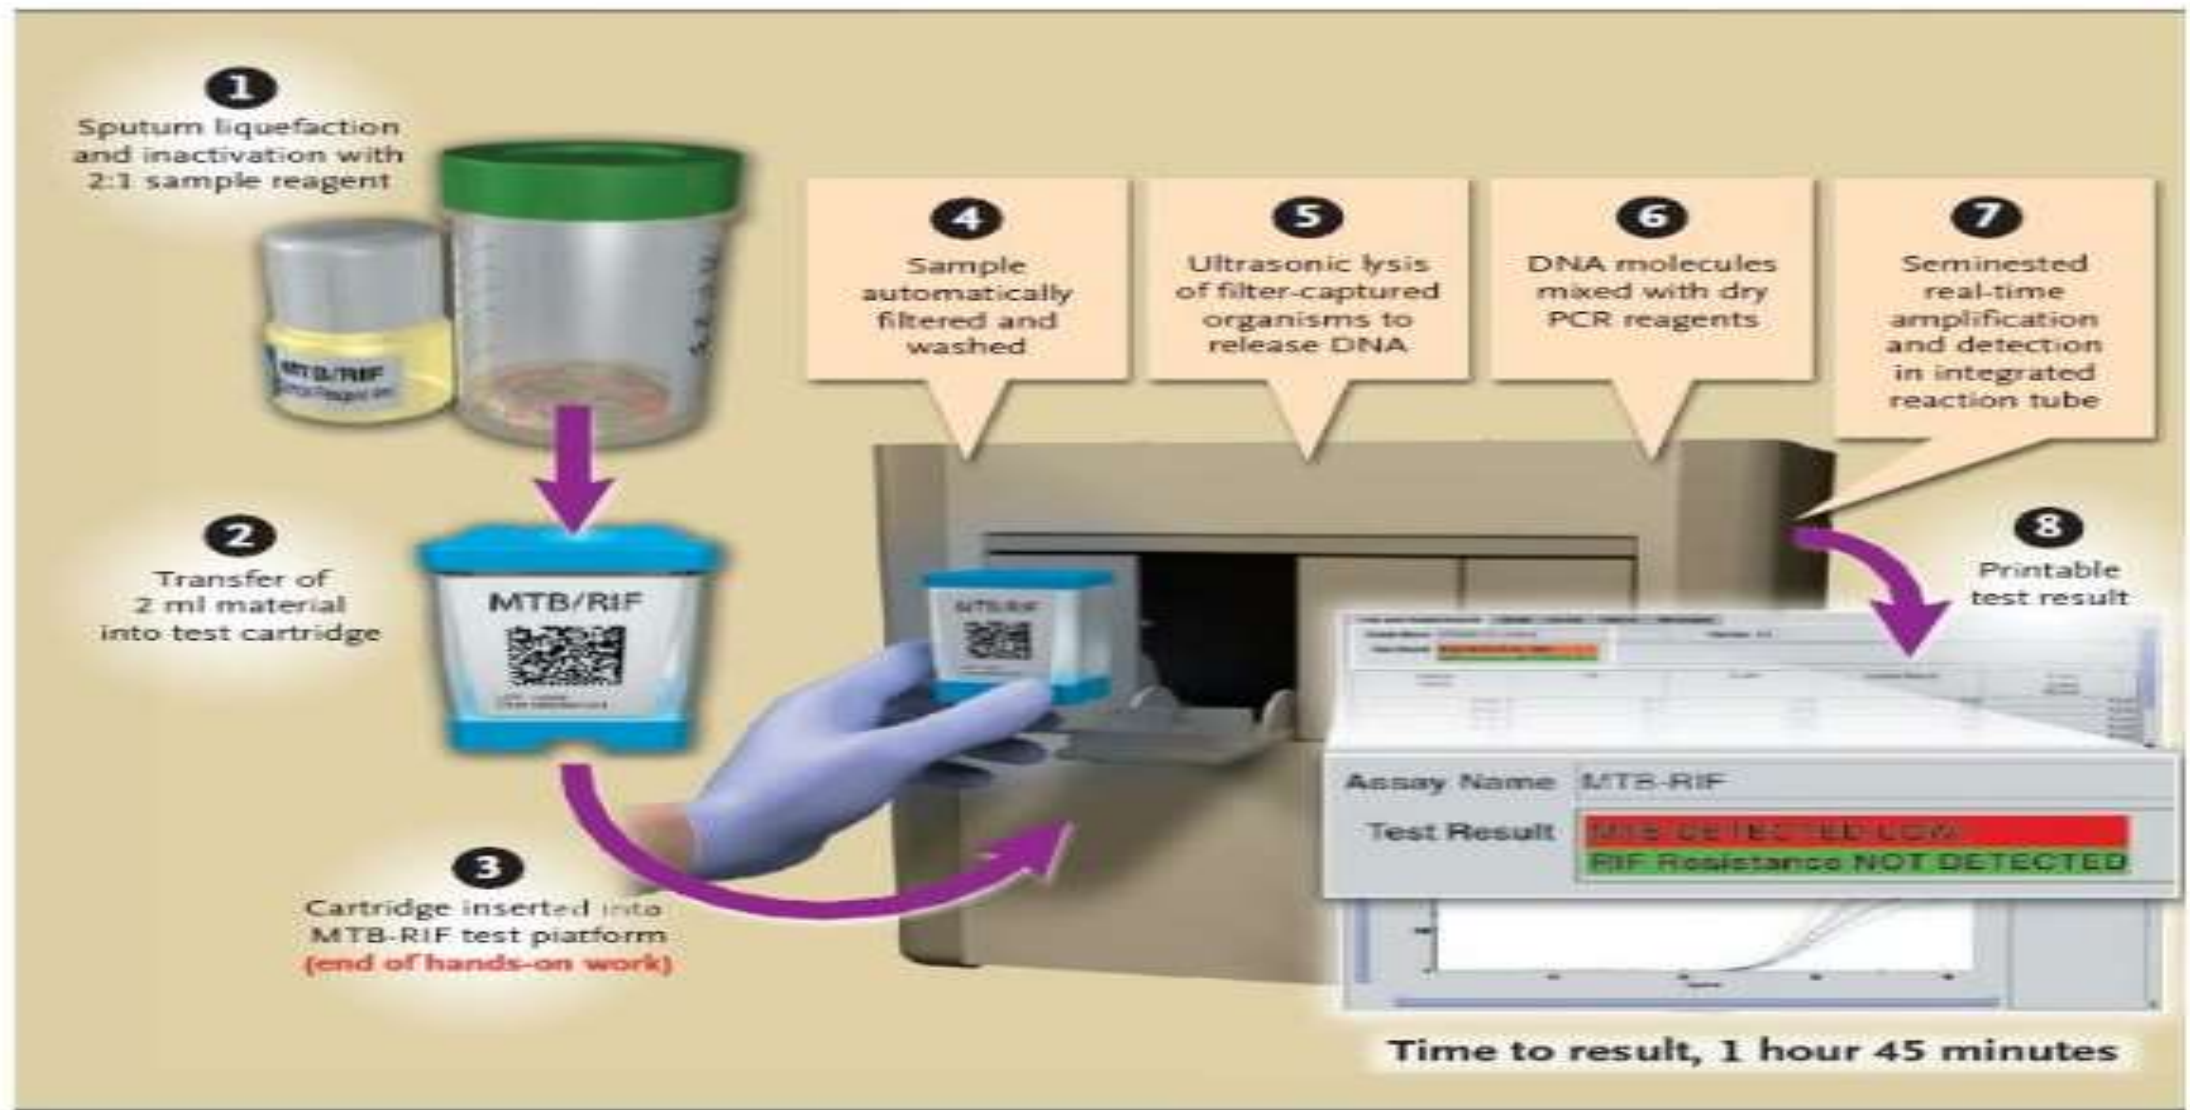 1
Sputum liquefaction
and inactivation with
2:1 sample reagent
MTB/RIF
2
Transfer of
2 ml material
into test cartridge
MTB/RIF
3
Cartridge inserted into
MTB-RIF test platform
(end of hands-on work)
4
Sample
automatically
filtered and
washed
5
Ultrasonic lysis
of filter-captured
organisms to
release DNA
6
DNA molecules
mixed with dry
PCR reagents
7
Seminested
real-time
amplification
and detection
in integrated
reaction tube
MTB/RIF
8
Printable
test result
Assay Name MTB-RIF
Test Result MTB DETECTED LOW
RIF Resistance NOT DETECTED
Time to result, 1 hour 45 minutes